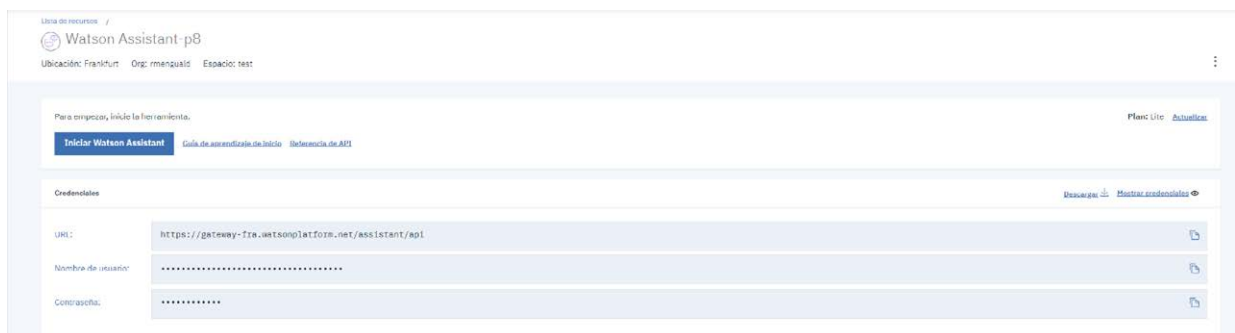 Lista de recursos /
Watson Assistant-p8
Ubicación: Frankfurt Org: rmenguald Espacio: test
Para empezar, inicie la herramienta.
Plan: Lite Actualizar
Iniciar Watson Assistant Guía de aprendizaje de inicio Referencia de API
Credenciales
Descargar Mostrar credenciales
URL: https://gateway-fra.watsonplatform.net/assistant/api
Nombre de usuario: ••••••••••••••••••••••••••••••••••••
Contraseña: ••••••••••••